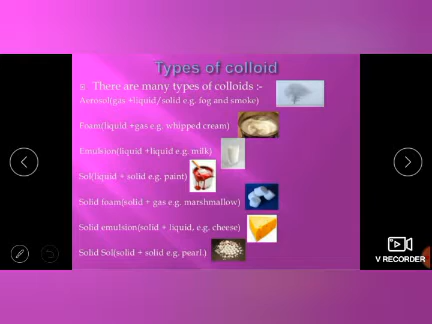 Types of colloid
There are many types of colloids :-
Aerosol(gas +liquid/solid e.g. fog and smoke)
Foam(liquid +gas e.g. whipped cream)
Emulsion(liquid +liquid e.g. milk)
Sol(liquid + solid e.g. paint)
Solid foam(solid + gas e.g. marshmallow)
Solid emulsion(solid + liquid, e.g. cheese)
Solid Sol(solid + solid e.g. pearl.)
V RECORDER